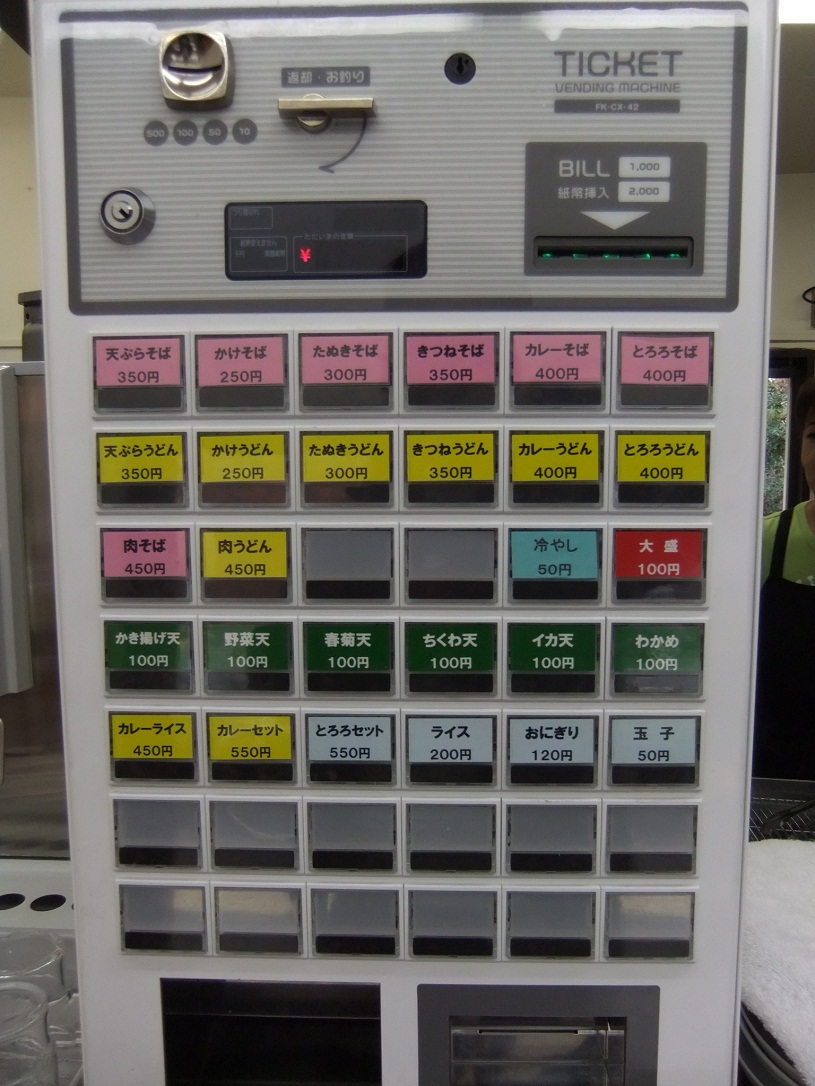 返却・お釣り
TICKET
VENDING MACHINE
FK-CX-42
500 100 50 10
BILL 1,000
紙幣挿入 2,000
ただいまの金額
¥
天ぷらそば 350円
かけそば 250円
たぬきそば 300円
きつねそば 350円
カレーそば 400円
とろろそば 400円
天ぷらうどん 350円
かけうどん 250円
たぬきうどん 300円
きつねうどん 350円
カレーうどん 400円
とろろうどん 400円
肉そば 450円
肉うどん 450円
冷やし 50円
大盛 100円
かき揚げ天 100円
野菜天 100円
春菊天 100円
ちくわ天 100円
イカ天 100円
わかめ 100円
カレーライス 450円
カレーセット 550円
とろろセット 550円
ライス 200円
おにぎり 120円
玉子 50円